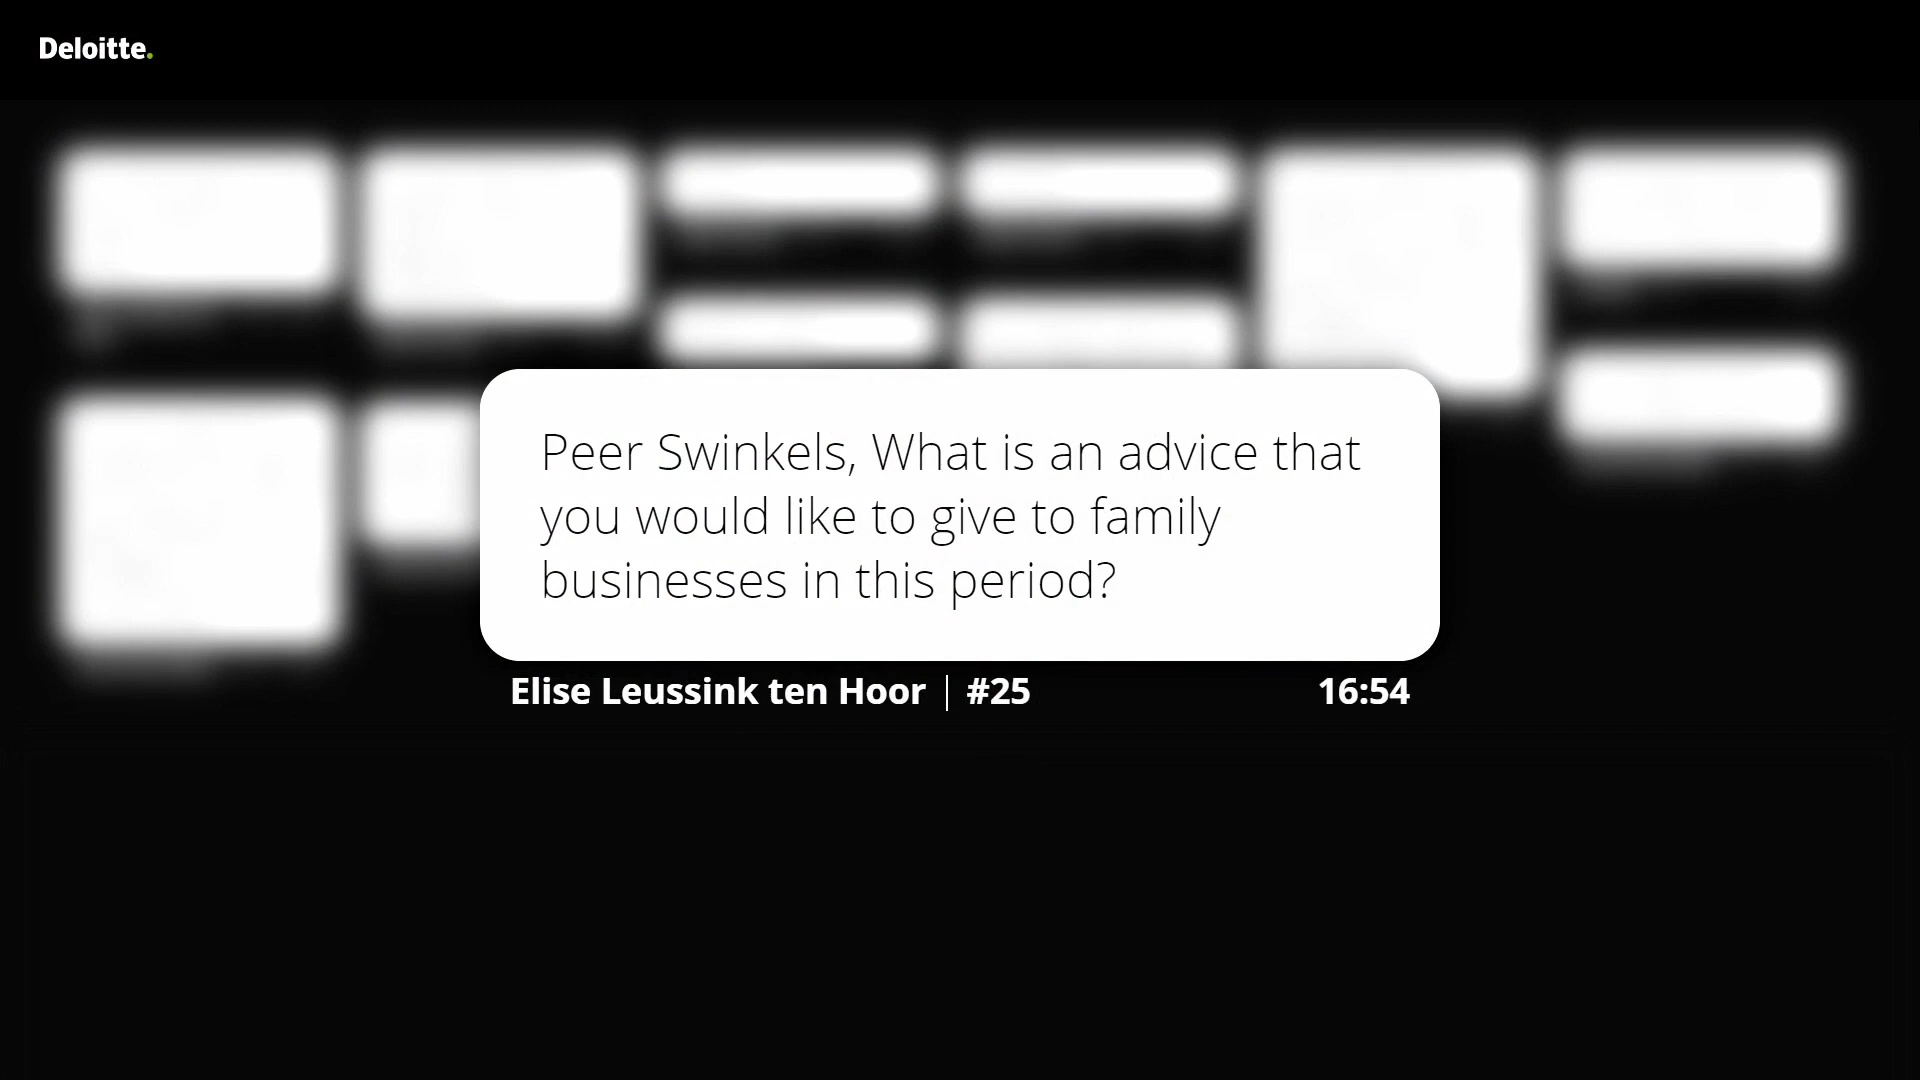 Deloitte.
Peer Swinkels, What is an advice that
you would like to give to family
businesses in this period?
Elise Leussink ten Hoor | #25 16:54